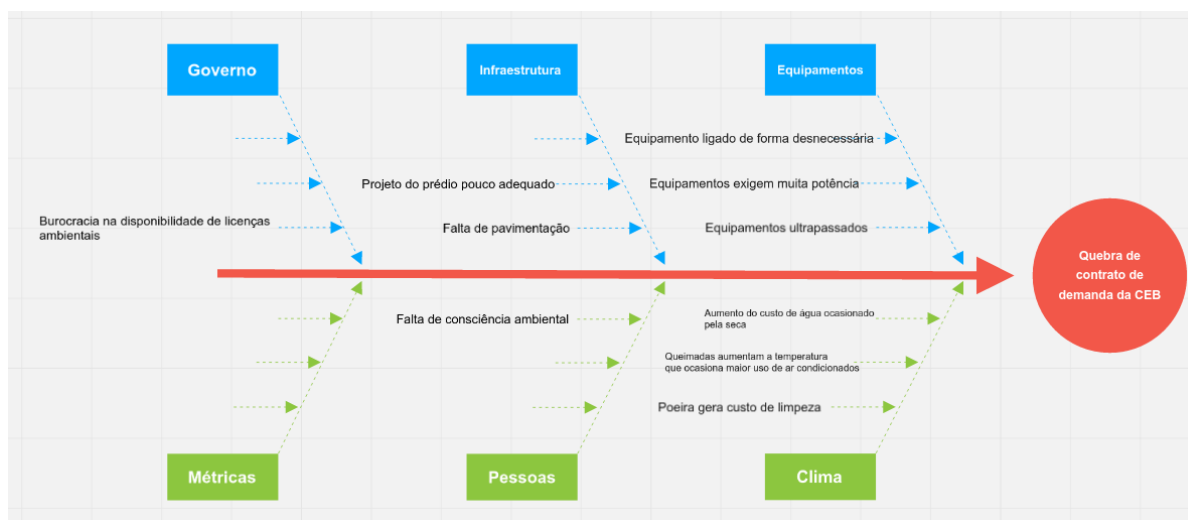 Governo
Infraestrutura
Equipamentos
Equipamento ligado de forma desnecessária
Projeto do prédio pouco adequado
Equipamentos exigem muita potência
Burocracia na disponibilidade de licenças
ambientais
Falta de pavimentação
Equipamentos ultrapassados
Quebra de
contrato de
demanda da CEB
Falta de consciência ambiental
Aumento do custo de água ocasionado
pela seca
Queimadas aumentam a temperatura
que ocasiona maior uso de ar condicionados
Poeira gera custo de limpeza
Métricas
Pessoas
Clima